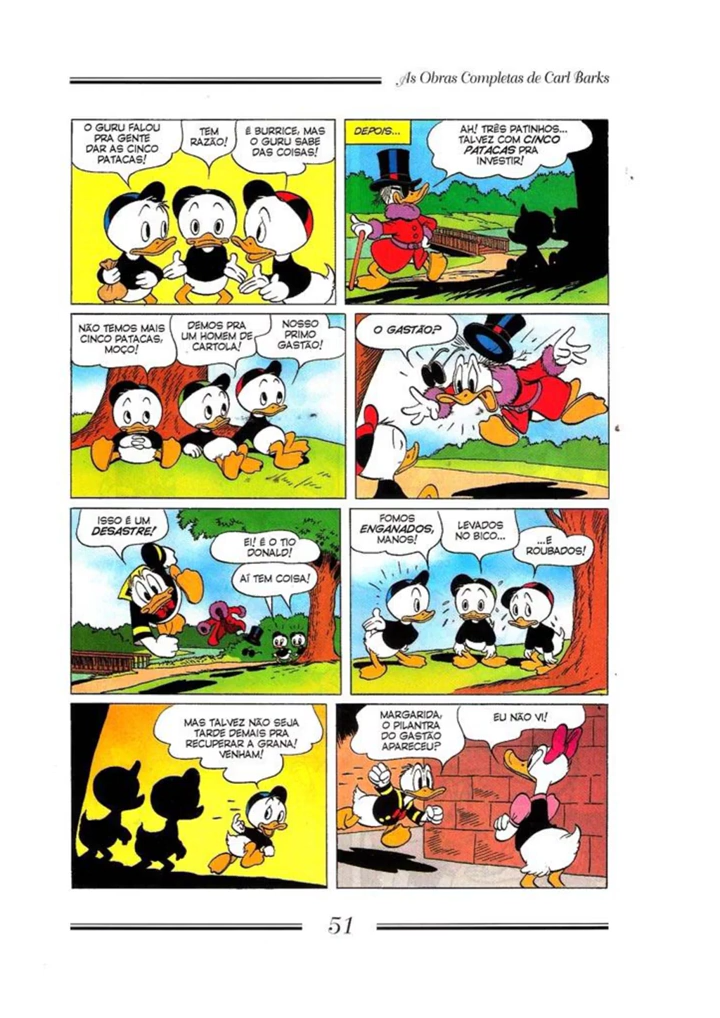 As Obras Completas de Carl Barks
O GURU FALOU
PRA GENTE
DAR AS CINCO
PATACAS!
TEM
RAZÃO!
É BURRICE, MAS
O GURU SABE
DAS COISAS!
DEPOIS...
AH! TRÊS PATINHOS...
TALVEZ COM CINCO
PATACAS PRA
INVESTIR!
NÃO TEMOS MAIS
CINCO PATACAS,
MOÇO!
DEMOS PRA
UM HOMEM DE
CARTOLA!
NOSSO
PRIMO
GASTÃO!
O GASTÃO?
ISSO É UM
DESASTRE!
EI! É O TIO
DONALD!
AÍ TEM COISA!
FOMOS
ENGANADOS,
MANOS!
LEVADOS
NO BICO...
...E
ROUBADOS!
MAS TALVEZ NÃO SEJA
TARDE DEMAIS PRA
RECUPERAR A GRANA!
VENHAM!
MARGARIDA,
O PILANTRA
DO GASTÃO
APARECEU?
EU NÃO VI!
51